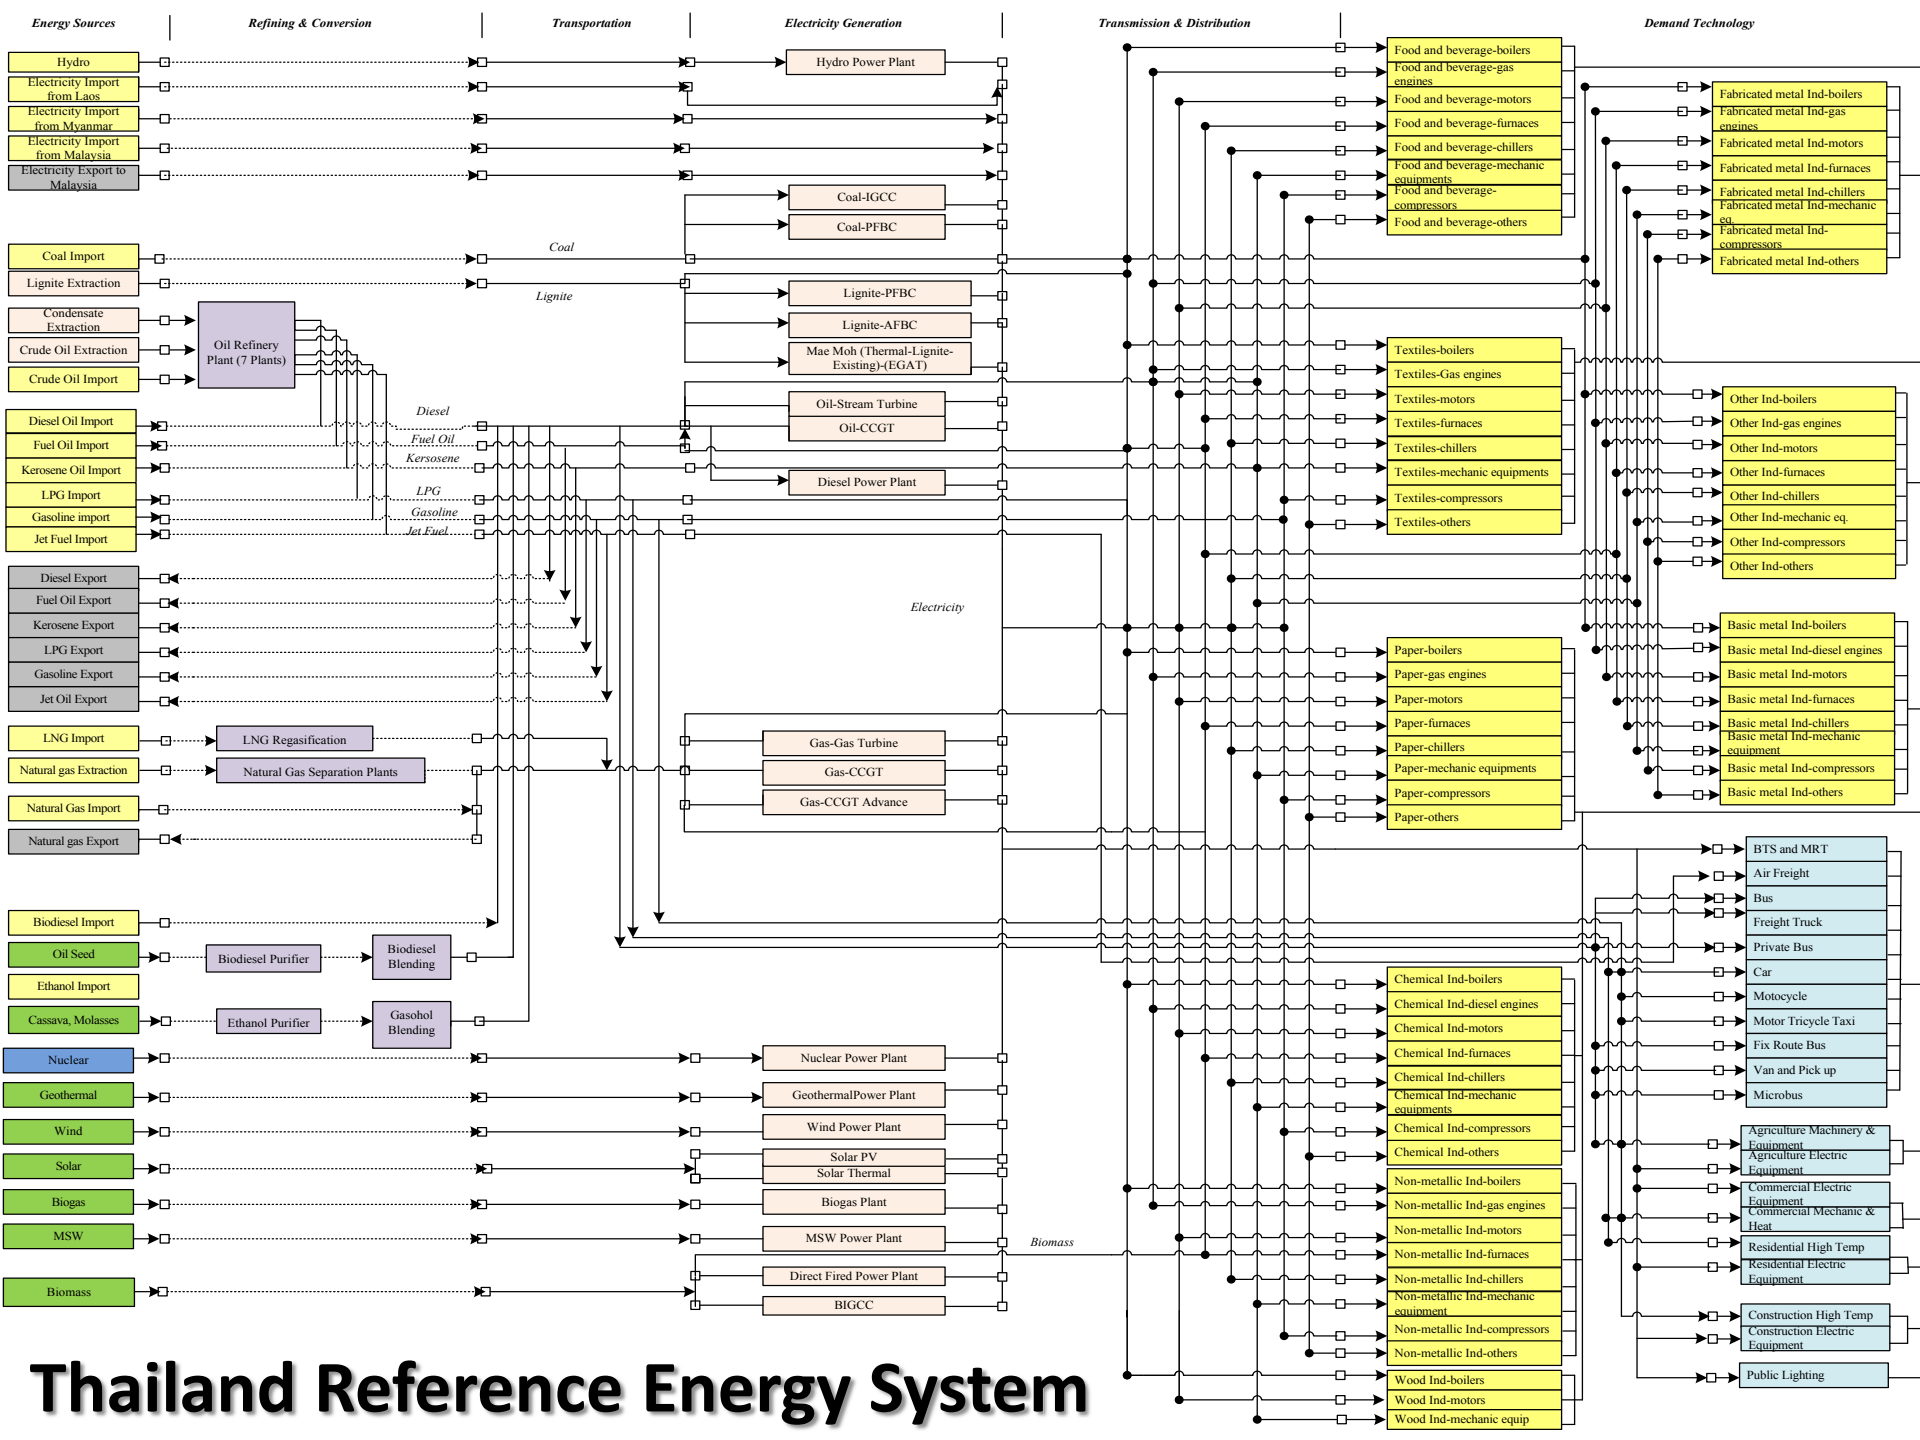 Energy Sources
Refining & Conversion
Transportation
Electricity Generation
Transmission & Distribution
Demand Technology
Hydro
Electricity Import
from Laos
Electricity Import
from Myanmar
Electricity Import
from Malaysia
Electricity Export to
Malaysia
Coal Import
Lignite Extraction
Condensate
Extraction
Crude Oil Extraction
Crude Oil Import
Diesel Oil Import
Fuel Oil Import
Kerosene Oil Import
LPG Import
Gasoline import
Jet Fuel Import
Diesel Export
Fuel Oil Export
Kerosene Export
LPG Export
Gasoline Export
Jet Oil Export
LNG Import
Natural gas Extraction
Natural Gas Import
Natural gas Export
Biodiesel Import
Oil Seed
Ethanol Import
Cassava, Molasses
Nuclear
Geothermal
Wind
Solar
Biogas
MSW
Biomass
Oil Refinery
Plant (7 Plants)
LNG Regasification
Natural Gas Separation Plants
Biodiesel Purifier
Biodiesel
Blending
Ethanol Purifier
Gasohol
Blending
Coal
Lignite
Diesel
Fuel Oil
Kersosene
LPG
Gasoline
Jet Fuel
Hydro Power Plant
Coal-IGCC
Coal-PFBC
Lignite-PFBC
Lignite-AFBC
Mae Moh (Thermal-Lignite-
Existing)-(EGAT)
Oil-Stream Turbine
Oil-CCGT
Diesel Power Plant
Electricity
Gas-Gas Turbine
Gas-CCGT
Gas-CCGT Advance
Nuclear Power Plant
GeothermalPower Plant
Wind Power Plant
Solar PV
Solar Thermal
Biogas Plant
MSW Power Plant
Direct Fired Power Plant
BIGCC
Biomass
Food and beverage-boilers
Food and beverage-gas
engines
Food and beverage-motors
Food and beverage-furnaces
Food and beverage-chillers
Food and beverage-mechanic
equipments
Food and beverage-
compressors
Food and beverage-others
Textiles-boilers
Textiles-Gas engines
Textiles-motors
Textiles-furnaces
Textiles-chillers
Textiles-mechanic equipments
Textiles-compressors
Textiles-others
Paper-boilers
Paper-gas engines
Paper-motors
Paper-furnaces
Paper-chillers
Paper-mechanic equipments
Paper-compressors
Paper-others
Chemical Ind-boilers
Chemical Ind-diesel engines
Chemical Ind-motors
Chemical Ind-furnaces
Chemical Ind-chillers
Chemical Ind-mechanic
equipments
Chemical Ind-compressors
Chemical Ind-others
Non-metallic Ind-boilers
Non-metallic Ind-gas engines
Non-metallic Ind-motors
Non-metallic Ind-furnaces
Non-metallic Ind-chillers
Non-metallic Ind-mechanic
equipment
Non-metallic Ind-compressors
Non-metallic Ind-others
Wood Ind-boilers
Wood Ind-motors
Wood Ind-mechanic equip
Fabricated metal Ind-boilers
Fabricated metal Ind-gas
engines
Fabricated metal Ind-motors
Fabricated metal Ind-furnaces
Fabricated metal Ind-chillers
Fabricated metal Ind-mechanic
eq.
Fabricated metal Ind-
compressors
Fabricated metal Ind-others
Other Ind-boilers
Other Ind-gas engines
Other Ind-motors
Other Ind-furnaces
Other Ind-chillers
Other Ind-mechanic eq.
Other Ind-compressors
Other Ind-others
Basic metal Ind-boilers
Basic metal Ind-diesel engines
Basic metal Ind-motors
Basic metal Ind-furnaces
Basic metal Ind-chillers
Basic metal Ind-mechanic
equipment
Basic metal Ind-compressors
Basic metal Ind-others
BTS and MRT
Air Freight
Bus
Freight Truck
Private Bus
Car
Motocycle
Motor Tricycle Taxi
Fix Route Bus
Van and Pick up
Microbus
Agriculture Machinery &
Equipment
Agriculture Electric
Equipment
Commercial Electric
Equipment
Commercial Mechanic &
Heat
Residential High Temp
Residential Electric
Equipment
Construction High Temp
Construction Electric
Equipment
Public Lighting
Thailand Reference Energy System